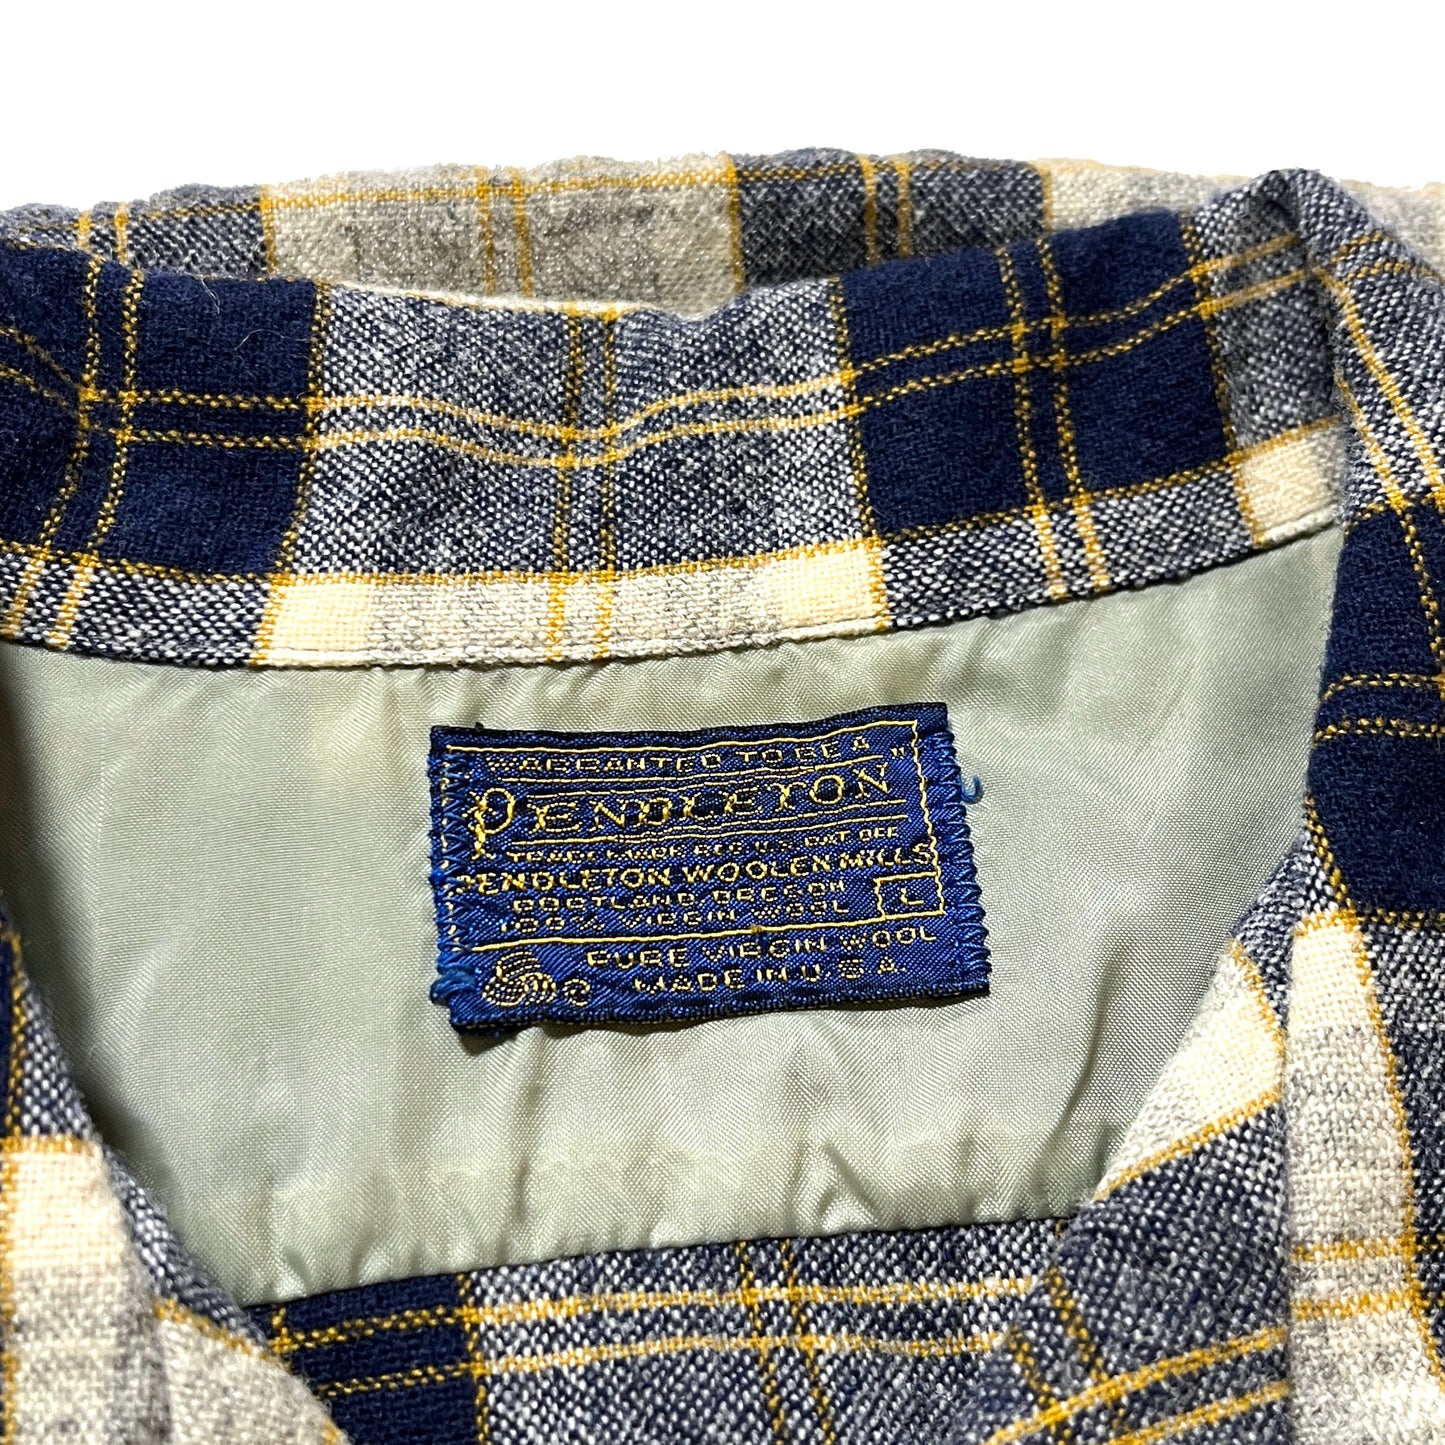 "WARRANTED TO BE A"
PENDLETON
TRADE MARK REG. U.S. PAT. OFF.
PENDLETON WOOLEN MILLS
PORTLAND, OREGON
100% VIRGIN WOOL L
PURE VIRGIN WOOL
MADE IN U.S.A.